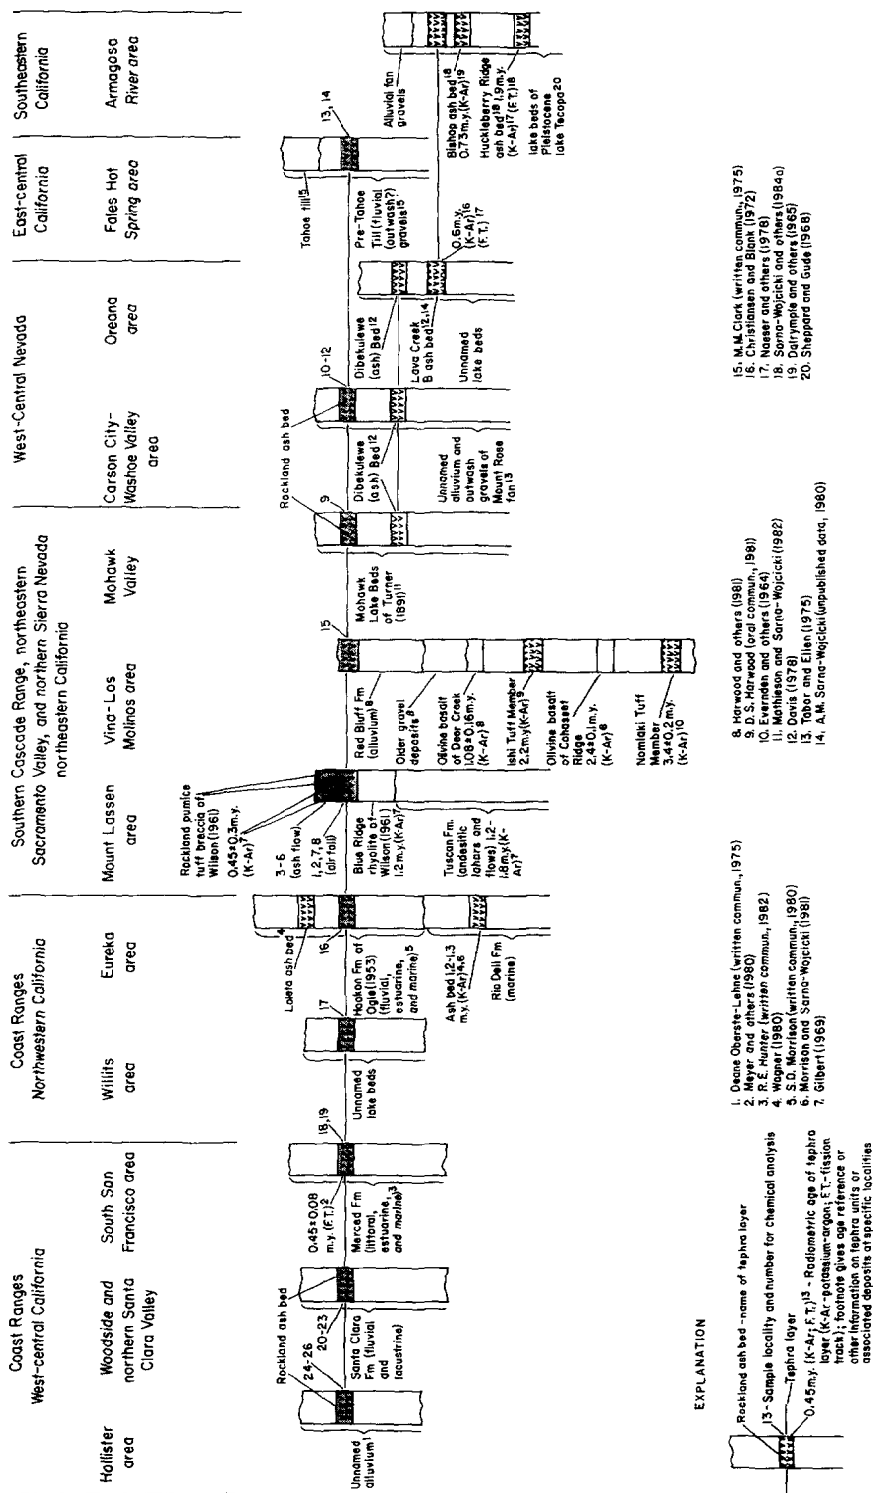 Coast Ranges
West-central California
Hollister
area
Woodside and
northern Santa
Clara Valley
South San
Francisco area
Coast Ranges
Northwestern California
Willits
area
Eureka
area
Southern Cascade Range, northeastern
Sacramento Valley, and northern Sierra Nevada
northeastern California
Mount Lassen
area
Vina-Los
Molinos area
Mohawk
Valley
West-Central Nevada
Carson City-
Washoe Valley
area
Oreana
area
East-central
California
Fales Hot
Spring area
Southeastern
California
Armagosa
River area
Rockland ash bed
24-26
Unnamed
alluvium1
20-23
Santa Clara
Fm (fluvial
and
lacustrine)
18,19
0.45±0.08
m.y. (F.T.)2
Merced Fm
(littoral,
estuarine,
and marine)3
17
Unnamed
lake beds
Loleta ash bed4
16
Hookon Fm of
Ogle (1953)
(fluvial,
estuarine,
and marine)5
Ash bed 1.2-1.3
m.y.(K-Ar)4,6
Rio Dell Fm
(marine)
Rockland pumice
tuff breccia of
Wilson (1961)
0.45±0.3m.y.
(K-Ar)7
3-6
(ash flow)
1,2,7,8
(air fall)
Blue Ridge
rhyolite of
Wilson (1961)
1.2m.y.(K-Ar)7
Tuscan Fm.
(andesitic
lahars and
flows) 1.2-
1.8m.y.(K-
Ar)7
15
Red Bluff Fm
(alluvium)8
Older gravel
deposits8
Olivine basalt
of Deer Creek
1.08±0.16m.y.
(K-Ar)8
Ishi Tuff Member
2.2m.y(K-Ar)9
Olivine basalt
of Cohasset
Ridge
2.4±0.1m.y.
(K-Ar)8
Nomlaki Tuff
Member
3.4±0.2m.y.
(K-Ar)10
Mohawk
Lake Beds
of Turner
(1891)11
Rockland ash bed
9
Dibekulewe
(ash) Bed12
Unnamed
alluvium and
outwash
gravels of
Mount Rose
fan13
10-12
Dibekulewe
(ash) Bed12
Lava Creek
B ash bed12,14
Unnamed
lake beds
0.6m.y.
(K-Ar)16
(F.T.)17
Tahoe till15
Pre-Tahoe
Till (fluvial
(outwash?)
gravels15
13, 14
Alluvial fan
gravels
Bishop ash bed18
0.73m.y.(K-Ar)19
Huckleberry Ridge
ash bed18 1.9m.y.
(K-Ar)17(F.T.)18
lake beds of
Pleistocene
lake Tecopa20
EXPLANATION
Rockland ash bed-name of tephra layer
13-Sample locality and number for chemical analysis
Tephra layer
0.45m.y. (K-Ar; F.T.)13 - Radiometric age of tephra
layer (K-Ar-potassium-argon; F.T.-fission
track); footnote gives age reference or
other information on tephra units or
associated deposits at specific localities
1. Deane Oberste-Lehne (written commun., 1975)
2. Meyer and others (1980)
3. R.E. Hunter (written commun., 1982)
4. Wagner (1980)
5. S.D. Morrison (written commun., 1980)
6. Morrison and Sarna-Wojcicki (1981)
7. Gilbert (1969)
8. Harwood and others (1981)
9. D.S. Harwood (oral commun., 1981)
10. Evernden and others (1964)
11. Mathieson and Sarna-Wojcicki (1982)
12. Davis (1978)
13. Tabor and Ellen (1975)
14. A.M. Sarna-Wojcicki (unpublished data, 1980)
15. M.M. Clark (written commun., 1975)
16. Christiansen and Blank (1972)
17. Naeser and others (1978)
18. Sarna-Wojcicki and others (1984a)
19. Dalrymple and others (1965)
20. Sheppard and Gude (1968)